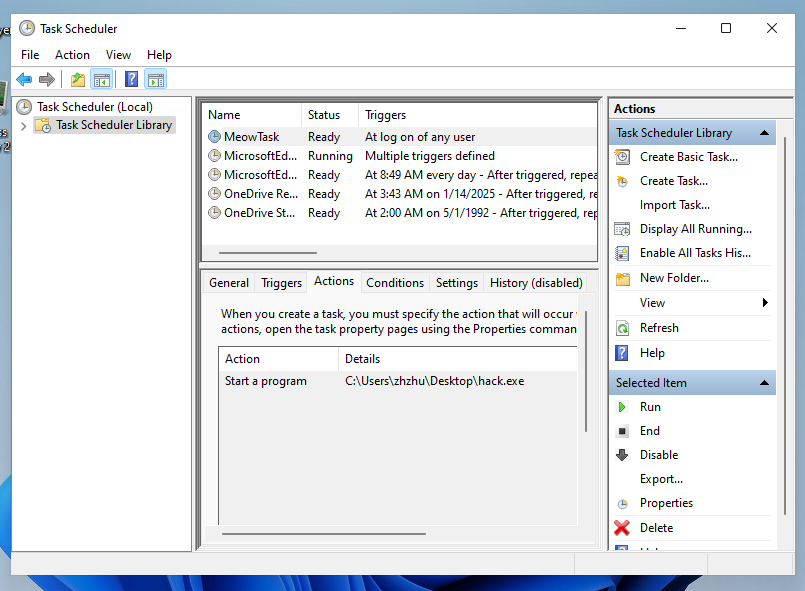 Task Scheduler
File Action View Help
Task Scheduler (Local)
Task Scheduler Library
Name Status Triggers
MeowTask Ready At log on of any user
MicrosoftEd... Running Multiple triggers defined
MicrosoftEd... Ready At 8:49 AM every day - After triggered, repea
OneDrive Re... Ready At 3:43 AM on 1/14/2025 - After triggered, re
OneDrive St... Ready At 2:00 AM on 5/1/1992 - After triggered, rep
General Triggers Actions Conditions Settings History (disabled)
When you create a task, you must specify the action that will occur
actions, open the task property pages using the Properties comman
Action Details
Start a program C:\Users\zhzhu\Desktop\hack.exe
Actions
Task Scheduler Library
Create Basic Task...
Create Task...
Import Task...
Display All Running...
Enable All Tasks His...
New Folder...
View
Refresh
Help
Selected Item
Run
End
Disable
Export...
Properties
Delete